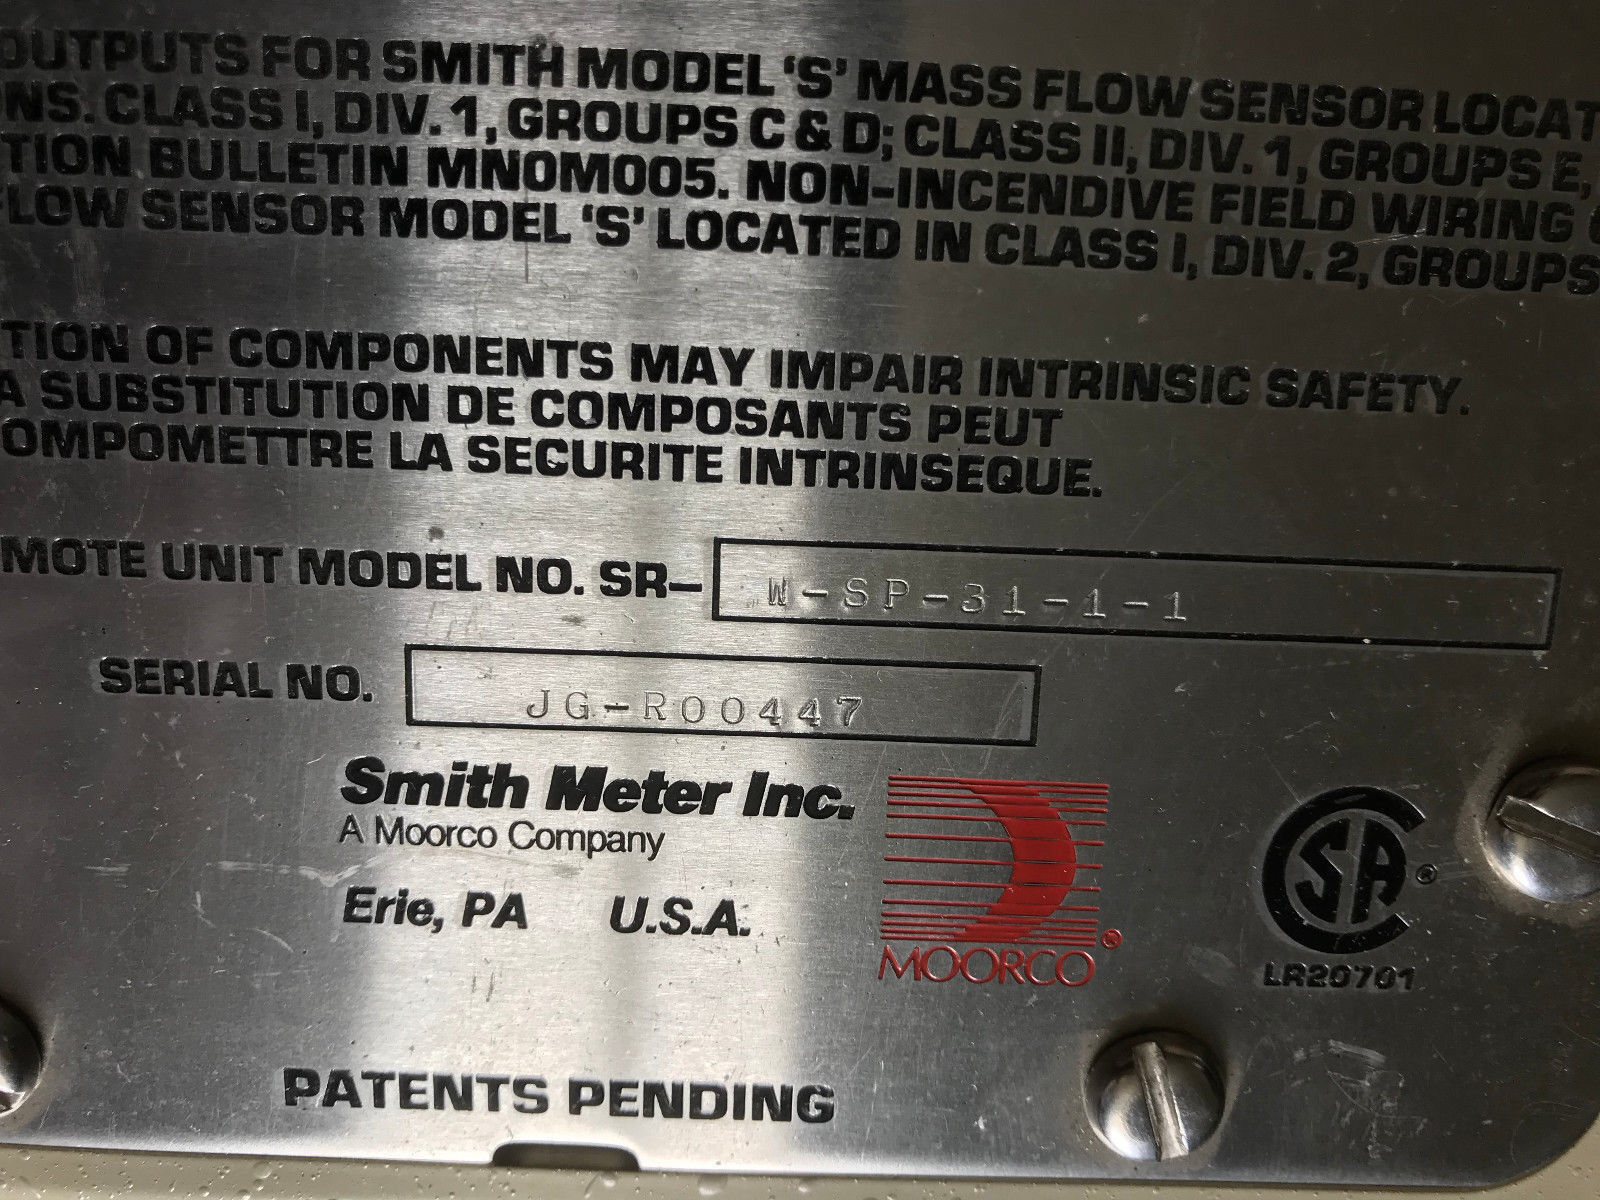 OUTPUTS FOR SMITH MODEL 'S' MASS FLOW SENSOR LOCAT
NS. CLASS I, DIV. 1, GROUPS C & D; CLASS II, DIV. 1, GROUPS E,
TION BULLETIN MN0M005. NON-INCENDIVE FIELD WIRING
FLOW SENSOR MODEL 'S' LOCATED IN CLASS I, DIV. 2, GROUPS
TION OF COMPONENTS MAY IMPAIR INTRINSIC SAFETY.
A SUBSTITUTION DE COMPOSANTS PEUT
OMPOMETTRE LA SECURITE INTRINSEQUE.
MOTE UNIT MODEL NO. SR- W-SP-31-1-1
SERIAL NO. JG-R00447
Smith Meter Inc.
A Moorco Company
Erie, PA U.S.A.
MOORCO®
CSA®
LR20701
PATENTS PENDING